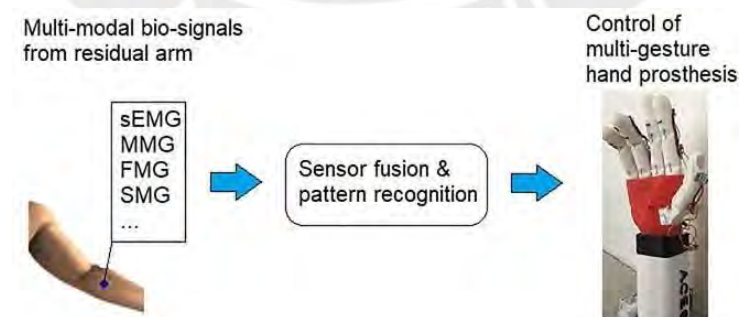 Multi-modal bio-signals
from residual arm
sEMG
MMG
FMG
SMG
...
Sensor fusion &
pattern recognition
Control of
multi-gesture
hand prosthesis